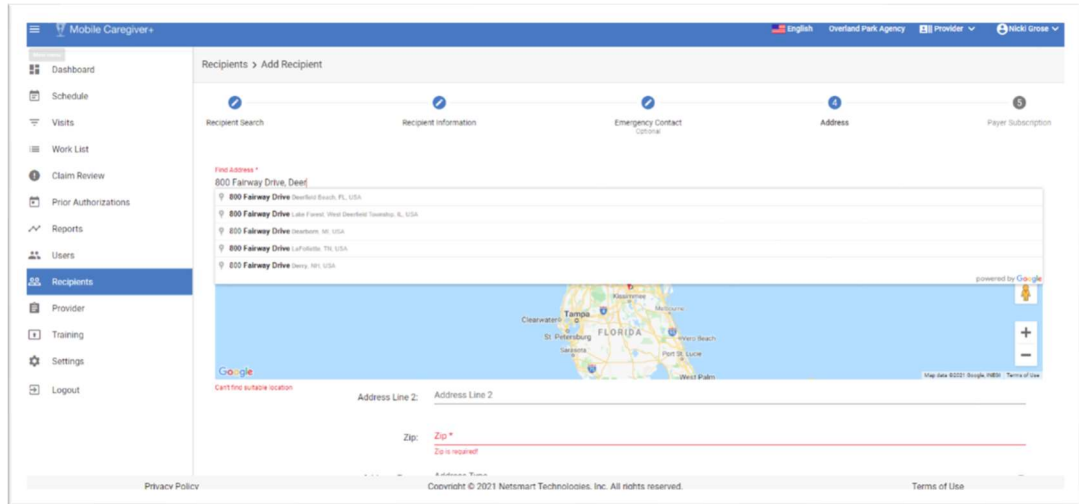 Mobile Caregiver+
English Overland Park Agency Provider Nicki Grose
Dashboard
Schedule
Visits
Work List
Claim Review
Prior Authorizations
Reports
Users
Recipients
Provider
Training
Settings
Logout
Recipients > Add Recipient
4 5
Recipient Search Recipient Information Emergency Contact Address Payer Subscription
Optional
Find Address *
800 Fairway Drive, Deer
800 Fairway Drive Deerfield Beach, FL, USA
800 Fairway Drive Lake Forest, West Deerfield Township, IL, USA
800 Fairway Drive Dearborn, MI, USA
800 Fairway Drive LaFollette, TN, USA
800 Fairway Drive Derry, NH, USA
powered by Google
Kissimmee
Melbourne
Clearwater Tampa
St. Petersburg FLORIDA Vero Beach
Sarasota Port St. Lucie
West Palm
Google
Map data ©2021 Google, INEGI Terms of Use
Can't find suitable location
Address Line 2: Address Line 2
Zip: Zip *
Zip is required!
Address Type
Privacy Policy Copyright © 2021 Netsmart Technologies, Inc. All rights reserved. Terms of Use